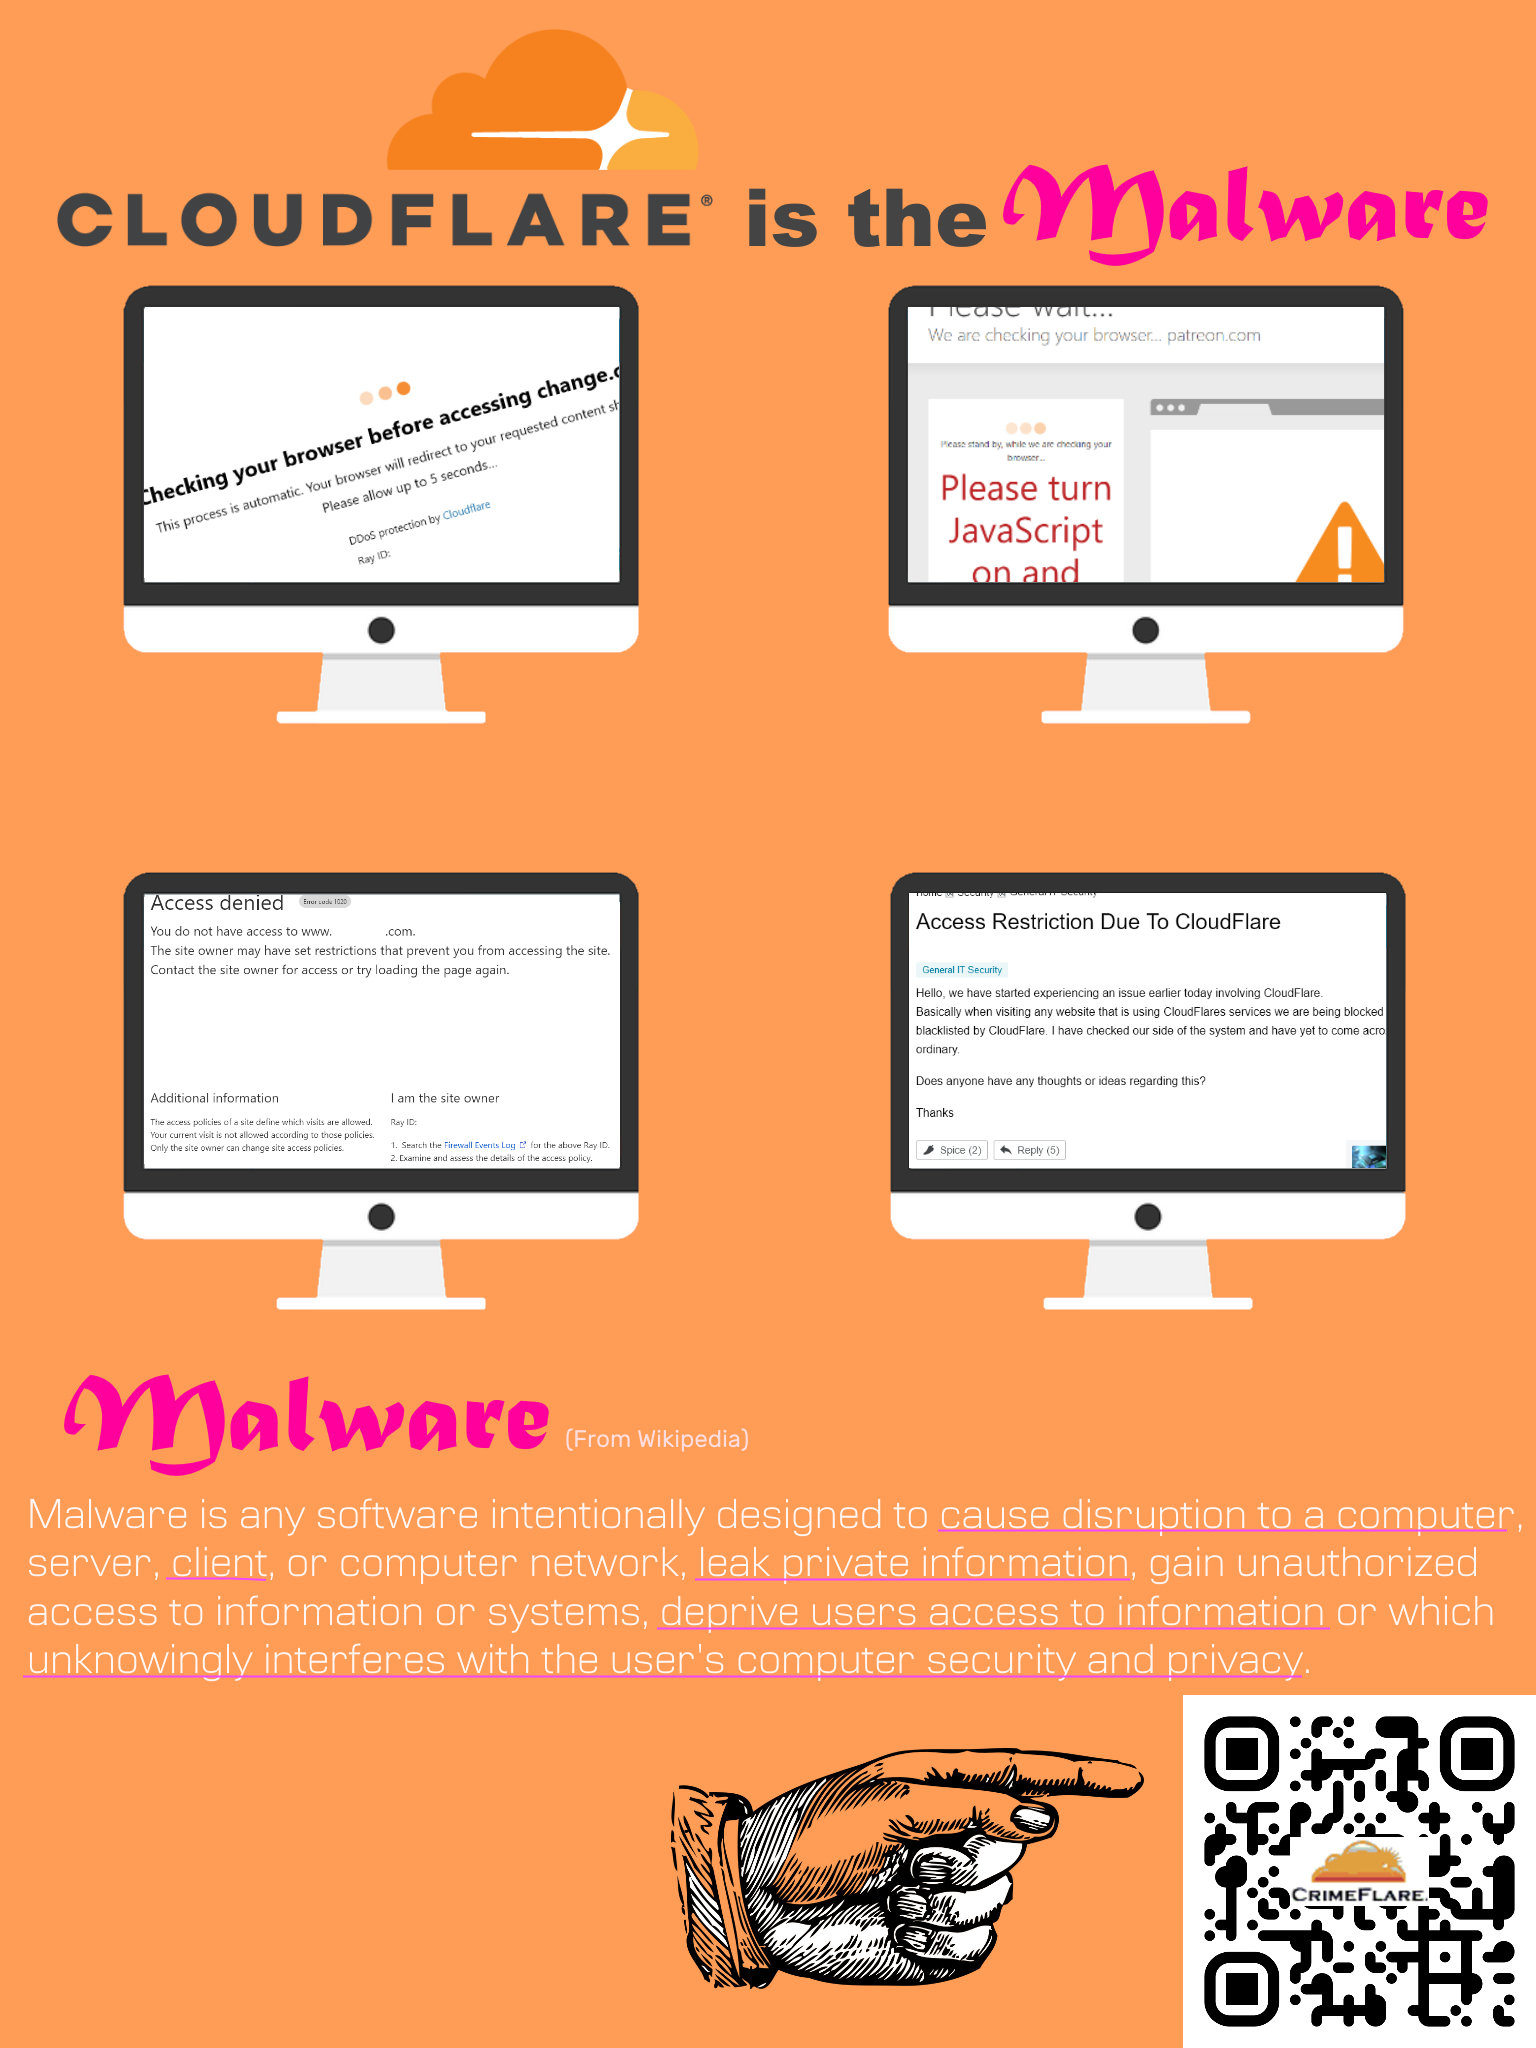 CLOUDFLARE® is the Malware
Checking your browser before accessing change.
This process is automatic. Your browser will redirect to your requested content
Please allow up to 5 seconds...
DDoS protection by Cloudflare
Ray ID:
Please wait...
We are checking your browser... patreon.com
Please stand by, while we are checking your
browser...
Please turn
JavaScript
on and
Access denied Error code 1020
You do not have access to www. .com.
The site owner may have set restrictions that prevent you from accessing the site.
Contact the site owner for access or try loading the page again.
Additional information
The access policies of a site define which visits are allowed.
Your current visit is not allowed according to those policies.
Only the site owner can change site access policies.
I am the site owner
Ray ID:
1. Search the Firewall Events Log for the above Ray ID.
2. Examine and assess the details of the access policy.
Home Security General IT Security
Access Restriction Due To CloudFlare
General IT Security
Hello, we have started experiencing an issue earlier today involving CloudFlare.
Basically when visiting any website that is using CloudFlares services we are being blocked
blacklisted by CloudFlare. I have checked our side of the system and have yet to come acro
ordinary.
Does anyone have any thoughts or ideas regarding this?
Thanks
Spice (2) Reply (5)
Malware (From Wikipedia)
Malware is any software intentionally designed to cause disruption to a computer,
server, client, or computer network, leak private information, gain unauthorized
access to information or systems, deprive users access to information or which
unknowingly interferes with the user's computer security and privacy.
CRIMEFLARE